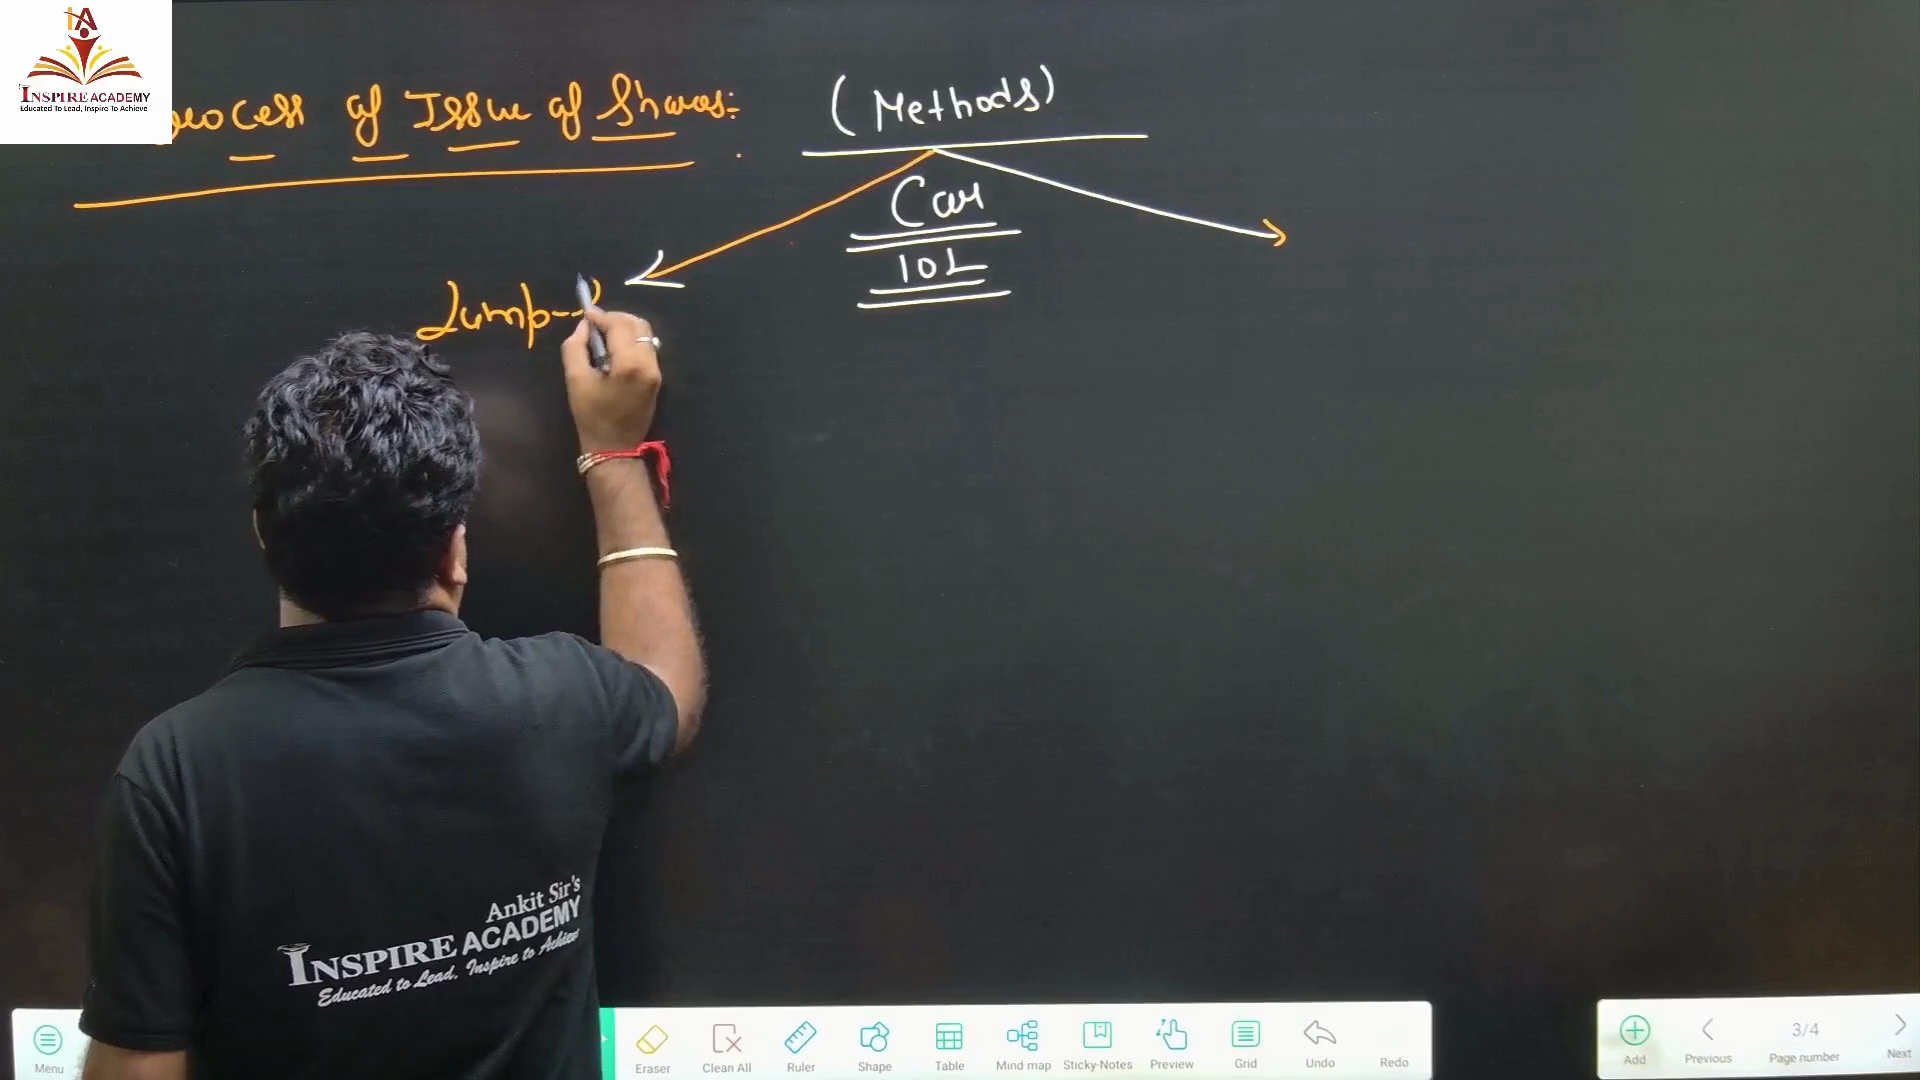 IA
INSPIRE ACADEMY
Educated To Lead, Inspire To Achieve
Process of Issue of Shares:
(Methods)
Car
10L
Lump-
Ankit Sir's
INSPIRE ACADEMY
Educated to Lead, Inspire to Achieve
Menu
Eraser
Clean All
Ruler
Shape
Table
Mind map
Sticky-Notes
Preview
Grid
Undo
Redo
Add
Previous
3/4
Page number
Next